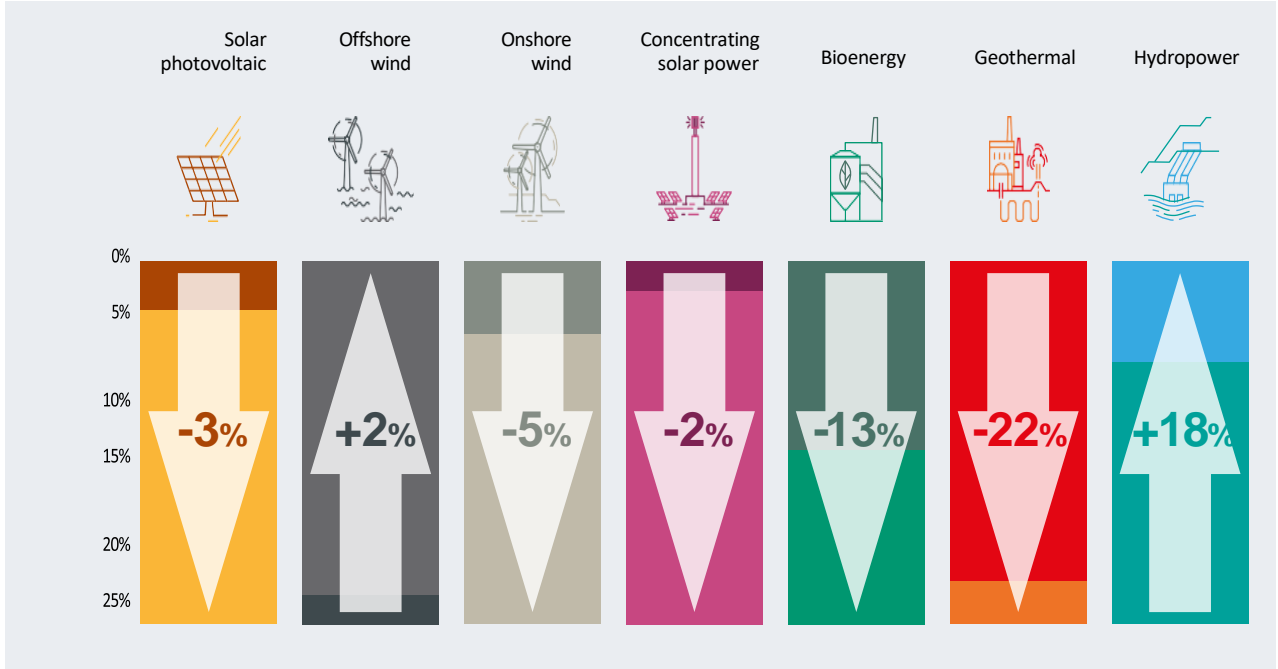 Solar
photovoltaic
Offshore
wind
Onshore
wind
Concentrating
solar power
Bioenergy
Geothermal
Hydropower
0%
5%
10%
15%
20%
25%
-3%
+2%
-5%
-2%
-13%
-22%
+18%